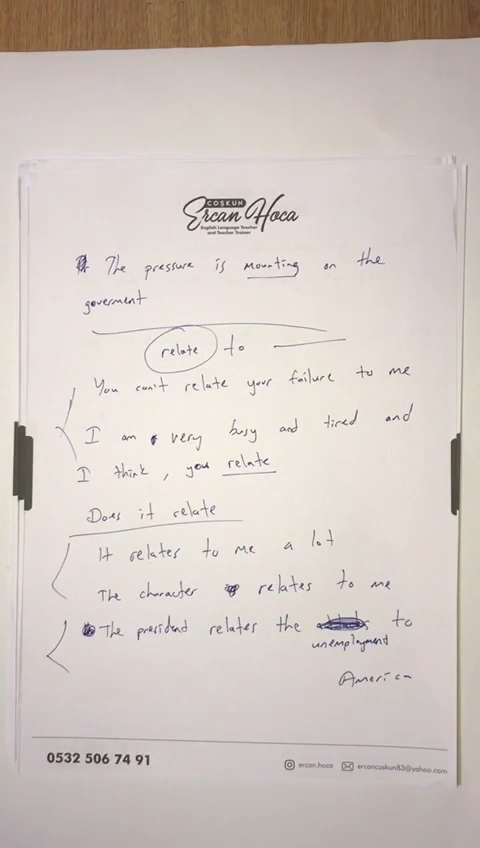 COŞKUN
Ercan Hoca
English Language Teacher
and Teacher Trainer
The pressure is mounting on the
goverment
relate to
You can't relate your failure to me
I am very busy and tired and
I think, you relate
Does it relate
It relates to me a lot
The character relates to me
The president relates the to
unemployment
America
0532 506 74 91
ercan.hoca
ercancoskun83@yahoo.com